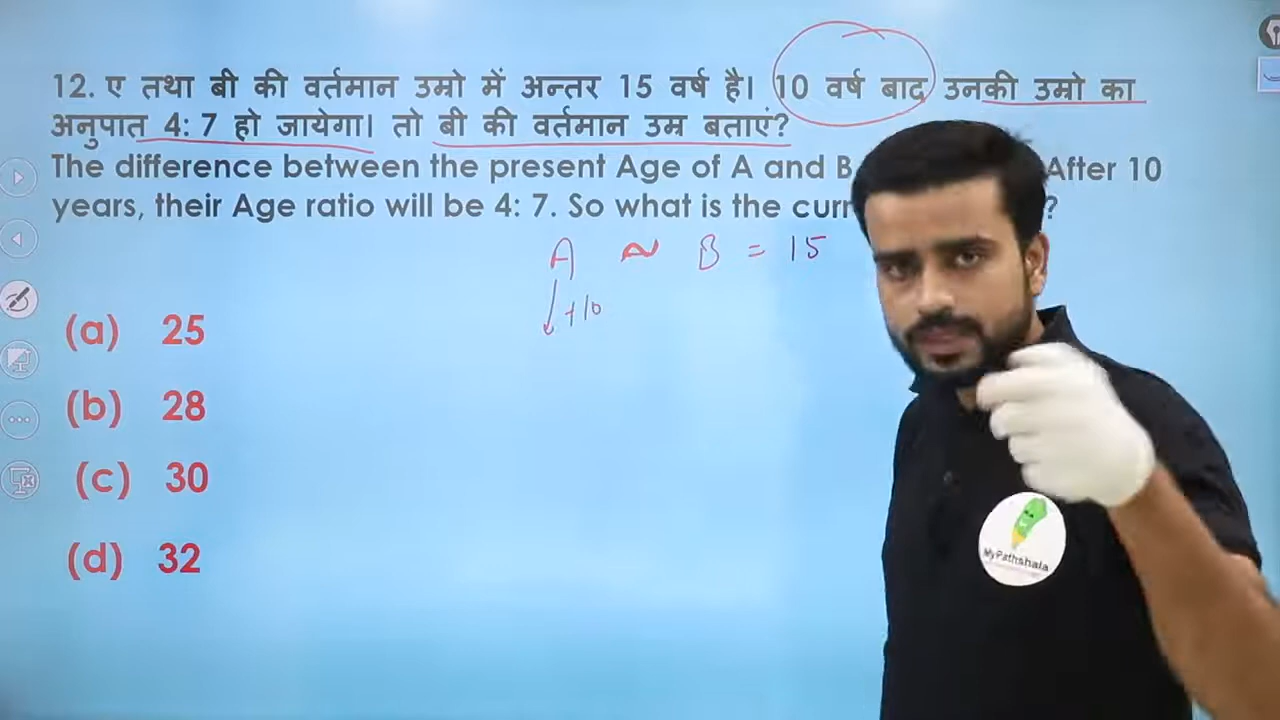 12. ए तथा बी की वर्तमान उम्रो में अन्तर 15 वर्ष है। 10 वर्ष बाद उनकी उम्रो का
अनुपात 4: 7 हो जायेगा। तो बी की वर्तमान उम्र बताएं?
The difference between the present Age of A and B After 10
years, their Age ratio will be 4: 7. So what is the ?
A ~ B = 15
+10
(a) 25
(b) 28
(c) 30
(d) 32
MyPathshala